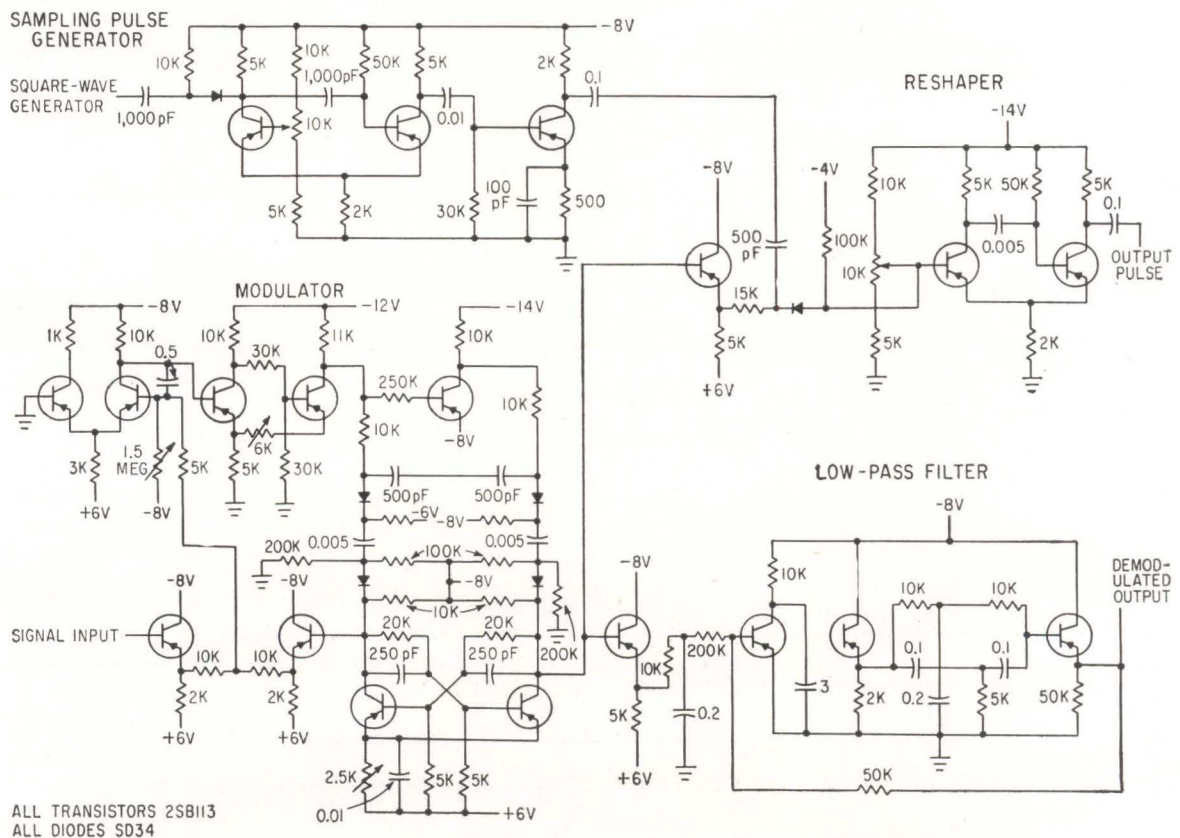 SAMPLING PULSE
GENERATOR
-8V
10K
5K
10K
1,000pF
50K
5K
2K
0.1
SQUARE-WAVE
GENERATOR
1,000pF
10K
0.01
5K
2K
30K
100
pF
500
RESHAPER
-14V
-8V
-4V
10K
5K
50K
5K
0.1
500
pF
100K
10K
0.005
OUTPUT
PULSE
15K
5K
5K
2K
+6V
MODULATOR
-8V
-12V
-14V
1K
10K
10K
11K
10K
0.5
30K
250K
10K
10K
-8V
6K
3K
1.5
MEG
5K
5K
30K
+6V
-8V
500pF
500pF
-6V
-8V
200K
0.005
100K
0.005
-8V
-8V
-8V
10K
SIGNAL INPUT
20K
20K
10K
10K
250pF
250pF
200K
2K
2K
+6V
+6V
2.5K
5K
5K
0.01
+6V
LOW-PASS FILTER
-8V
-8V
DEMOD-
ULATED
OUTPUT
10K
10K
10K
200K
10K
0.1
0.1
5K
0.2
3
2K
0.2
5K
50K
+6V
50K
ALL TRANSISTORS 2SB113
ALL DIODES SD34